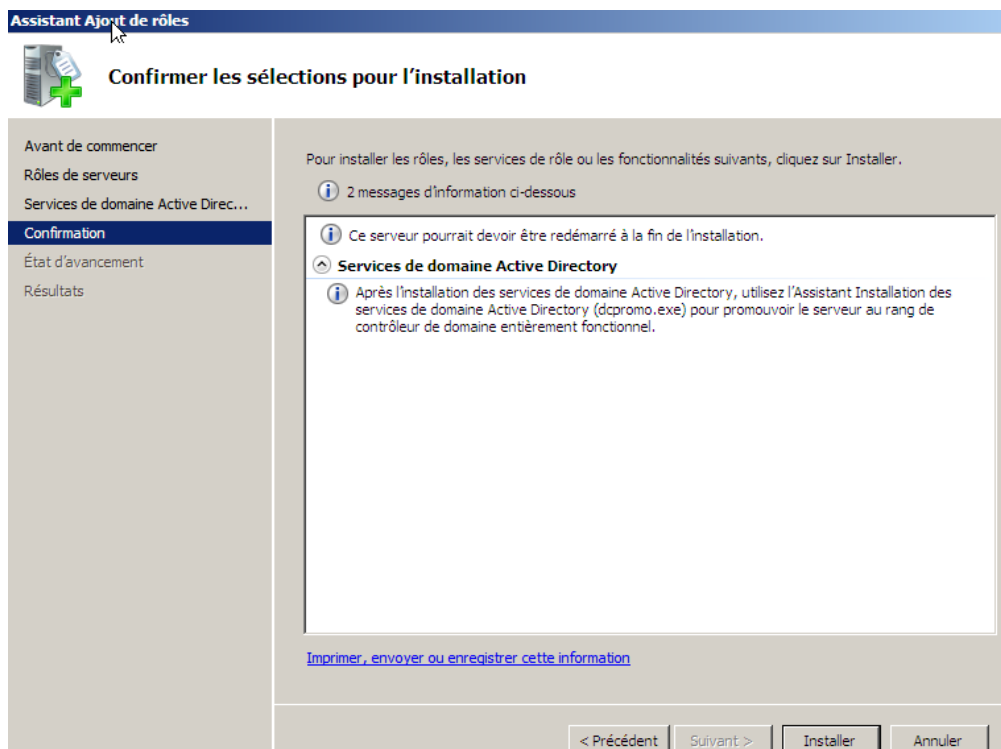 Assistant Ajout de rôles
Confirmer les sélections pour l'installation
Avant de commencer
Rôles de serveurs
Services de domaine Active Direc...
Confirmation
État d'avancement
Résultats
Pour installer les rôles, les services de rôle ou les fonctionnalités suivants, cliquez sur Installer.
2 messages d'information ci-dessous
Ce serveur pourrait devoir être redémarré à la fin de l'installation.
Services de domaine Active Directory
Après l'installation des services de domaine Active Directory, utilisez l'Assistant Installation des
services de domaine Active Directory (dcpromo.exe) pour promouvoir le serveur au rang de
contrôleur de domaine entièrement fonctionnel.
Imprimer, envoyer ou enregistrer cette information
< Précédent Suivant > Installer Annuler